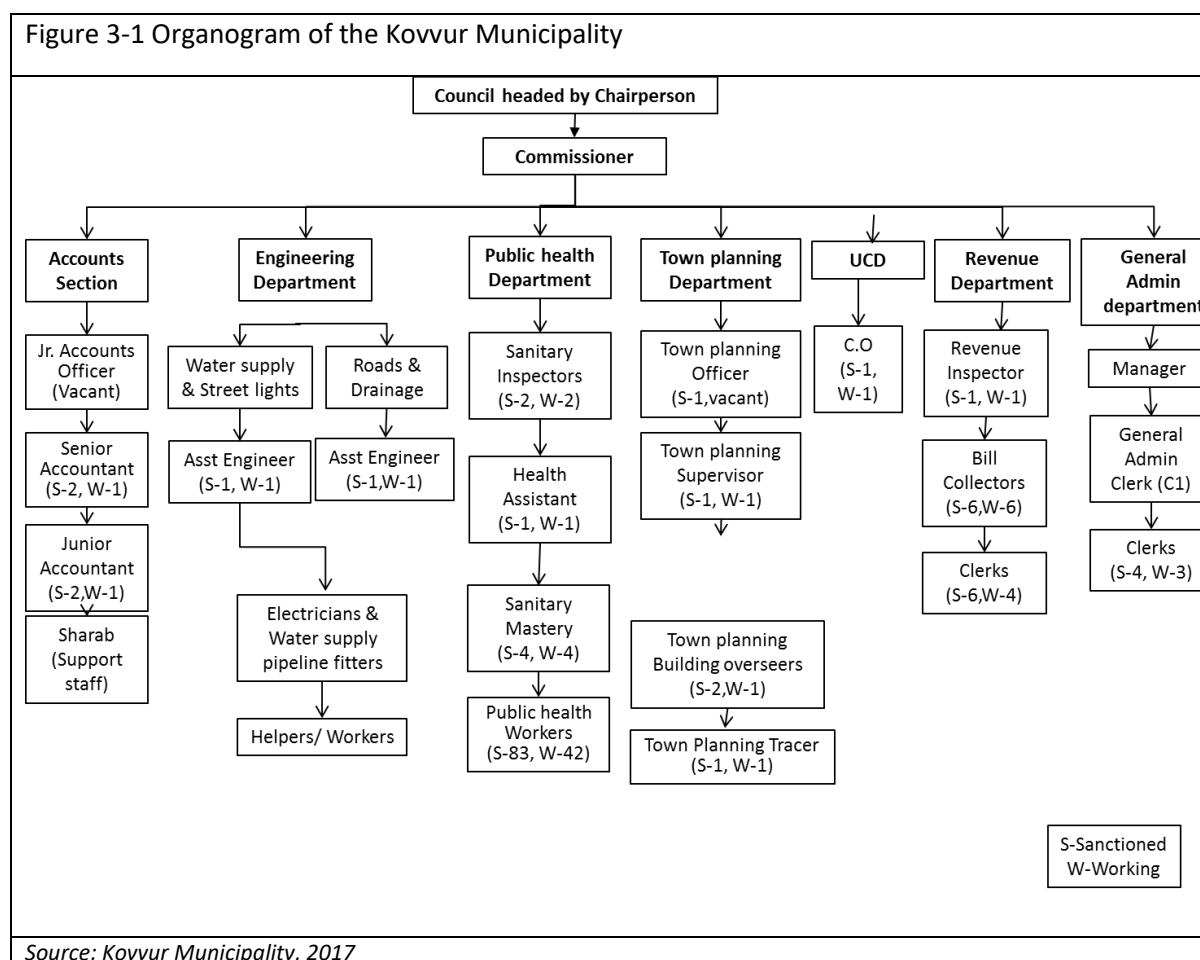 Figure 3-1 Organogram of the Kovvur Municipality
Council headed by Chairperson
Commissioner
Accounts
Section
Engineering
Department
Public health
Department
Town planning
Department
UCD
Revenue
Department
General
Admin
department
Jr. Accounts
Officer
(Vacant)
Senior
Accountant
(S-2, W-1)
Junior
Accountant
(S-2,W-1)
Sharab
(Support
staff)
Water supply
& Street lights
Roads &
Drainage
Asst Engineer
(S-1, W-1)
Asst Engineer
(S-1,W-1)
Electricians &
Water supply
pipeline fitters
Helpers/ Workers
Sanitary
Inspectors
(S-2, W-2)
Health
Assistant
(S-1, W-1)
Sanitary
Mastery
(S-4, W-4)
Public health
Workers
(S-83, W-42)
Town planning
Officer
(S-1,vacant)
Town planning
Supervisor
(S-1, W-1)
Town planning
Building overseers
(S-2,W-1)
Town Planning Tracer
(S-1, W-1)
C.O
(S-1,
W-1)
Revenue
Inspector
(S-1, W-1)
Bill
Collectors
(S-6,W-6)
Clerks
(S-6,W-4)
Manager
General
Admin
Clerk (C1)
Clerks
(S-4, W-3)
S-Sanctioned
W-Working
Source: Kovvur Municipality, 2017